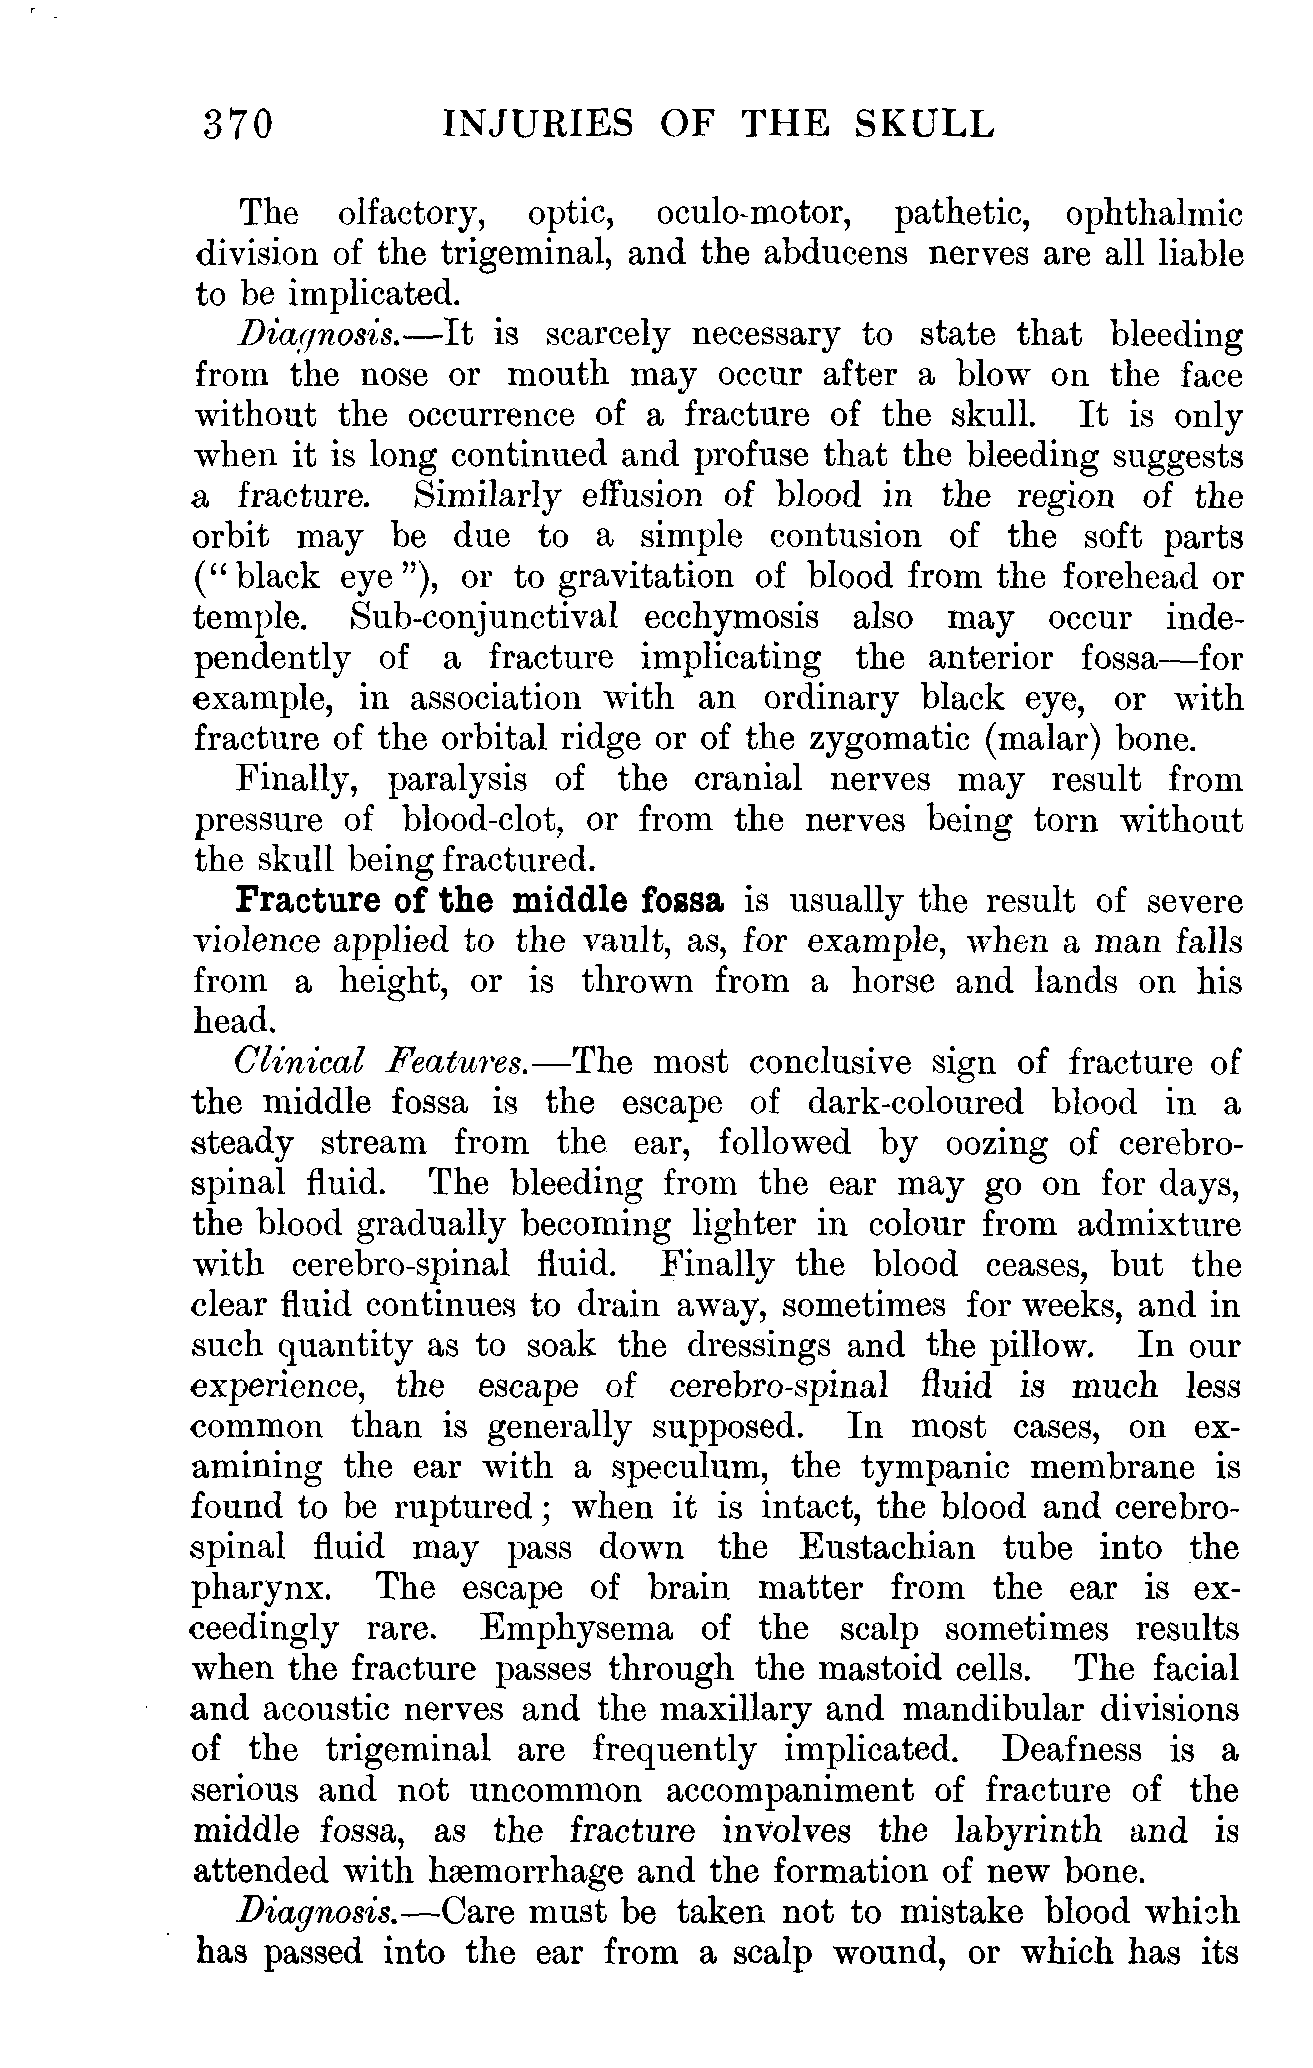 370 INJURIES OF THE SKULL
The olfactory, optic, oculo-motor, pathetic, ophthalmic
division of the trigeminal, and the abducens nerves are all liable
to be implicated.
Diagnosis.—It is scarcely necessary to state that bleeding
from the nose or mouth may occur after a blow on the face
without the occurrence of a fracture of the skull. It is only
when it is long continued and profuse that the bleeding suggests
a fracture. Similarly effusion of blood in the region of the
orbit may be due to a simple contusion of the soft parts
(“black eye”), or to gravitation of blood from the forehead or
temple. Sub-conjunctival ecchymosis also may occur inde-
pendently of a fracture implicating the anterior fossa—for
example, in association with an ordinary black eye, or with
fracture of the orbital ridge or of the zygomatic (malar) bone.
Finally, paralysis of the cranial nerves may result from
pressure of blood-clot, or from the nerves being torn without
the skull being fractured.
Fracture of the middle fossa is usually the result of severe
violence applied to the vault, as, for example, when a man falls
from a height, or is thrown from a horse and lands on his
head.
Clinical Features.—The most conclusive sign of fracture of
the middle fossa is the escape of dark-coloured blood in a
steady stream from the ear, followed by oozing of cerebro-
spinal fluid. The bleeding from the ear may go on for days,
the blood gradually becoming lighter in colour from admixture
with cerebro-spinal fluid. Finally the blood ceases, but the
clear fluid continues to drain away, sometimes for weeks, and in
such quantity as to soak the dressings and the pillow. In our
experience, the escape of cerebro-spinal fluid is much less
common than is generally supposed. In most cases, on ex-
amining the ear with a speculum, the tympanic membrane is
found to be ruptured; when it is intact, the blood and cerebro-
spinal fluid may pass down the Eustachian tube into the
pharynx. The escape of brain matter from the ear is ex-
ceedingly rare. Emphysema of the scalp sometimes results
when the fracture passes through the mastoid cells. The facial
and acoustic nerves and the maxillary and mandibular divisions
of the trigeminal are frequently implicated. Deafness is a
serious and not uncommon accompaniment of fracture of the
middle fossa, as the fracture involves the labyrinth and is
attended with hæmorrhage and the formation of new bone.
Diagnosis.—Care must be taken not to mistake blood which
has passed into the ear from a scalp wound, or which has its